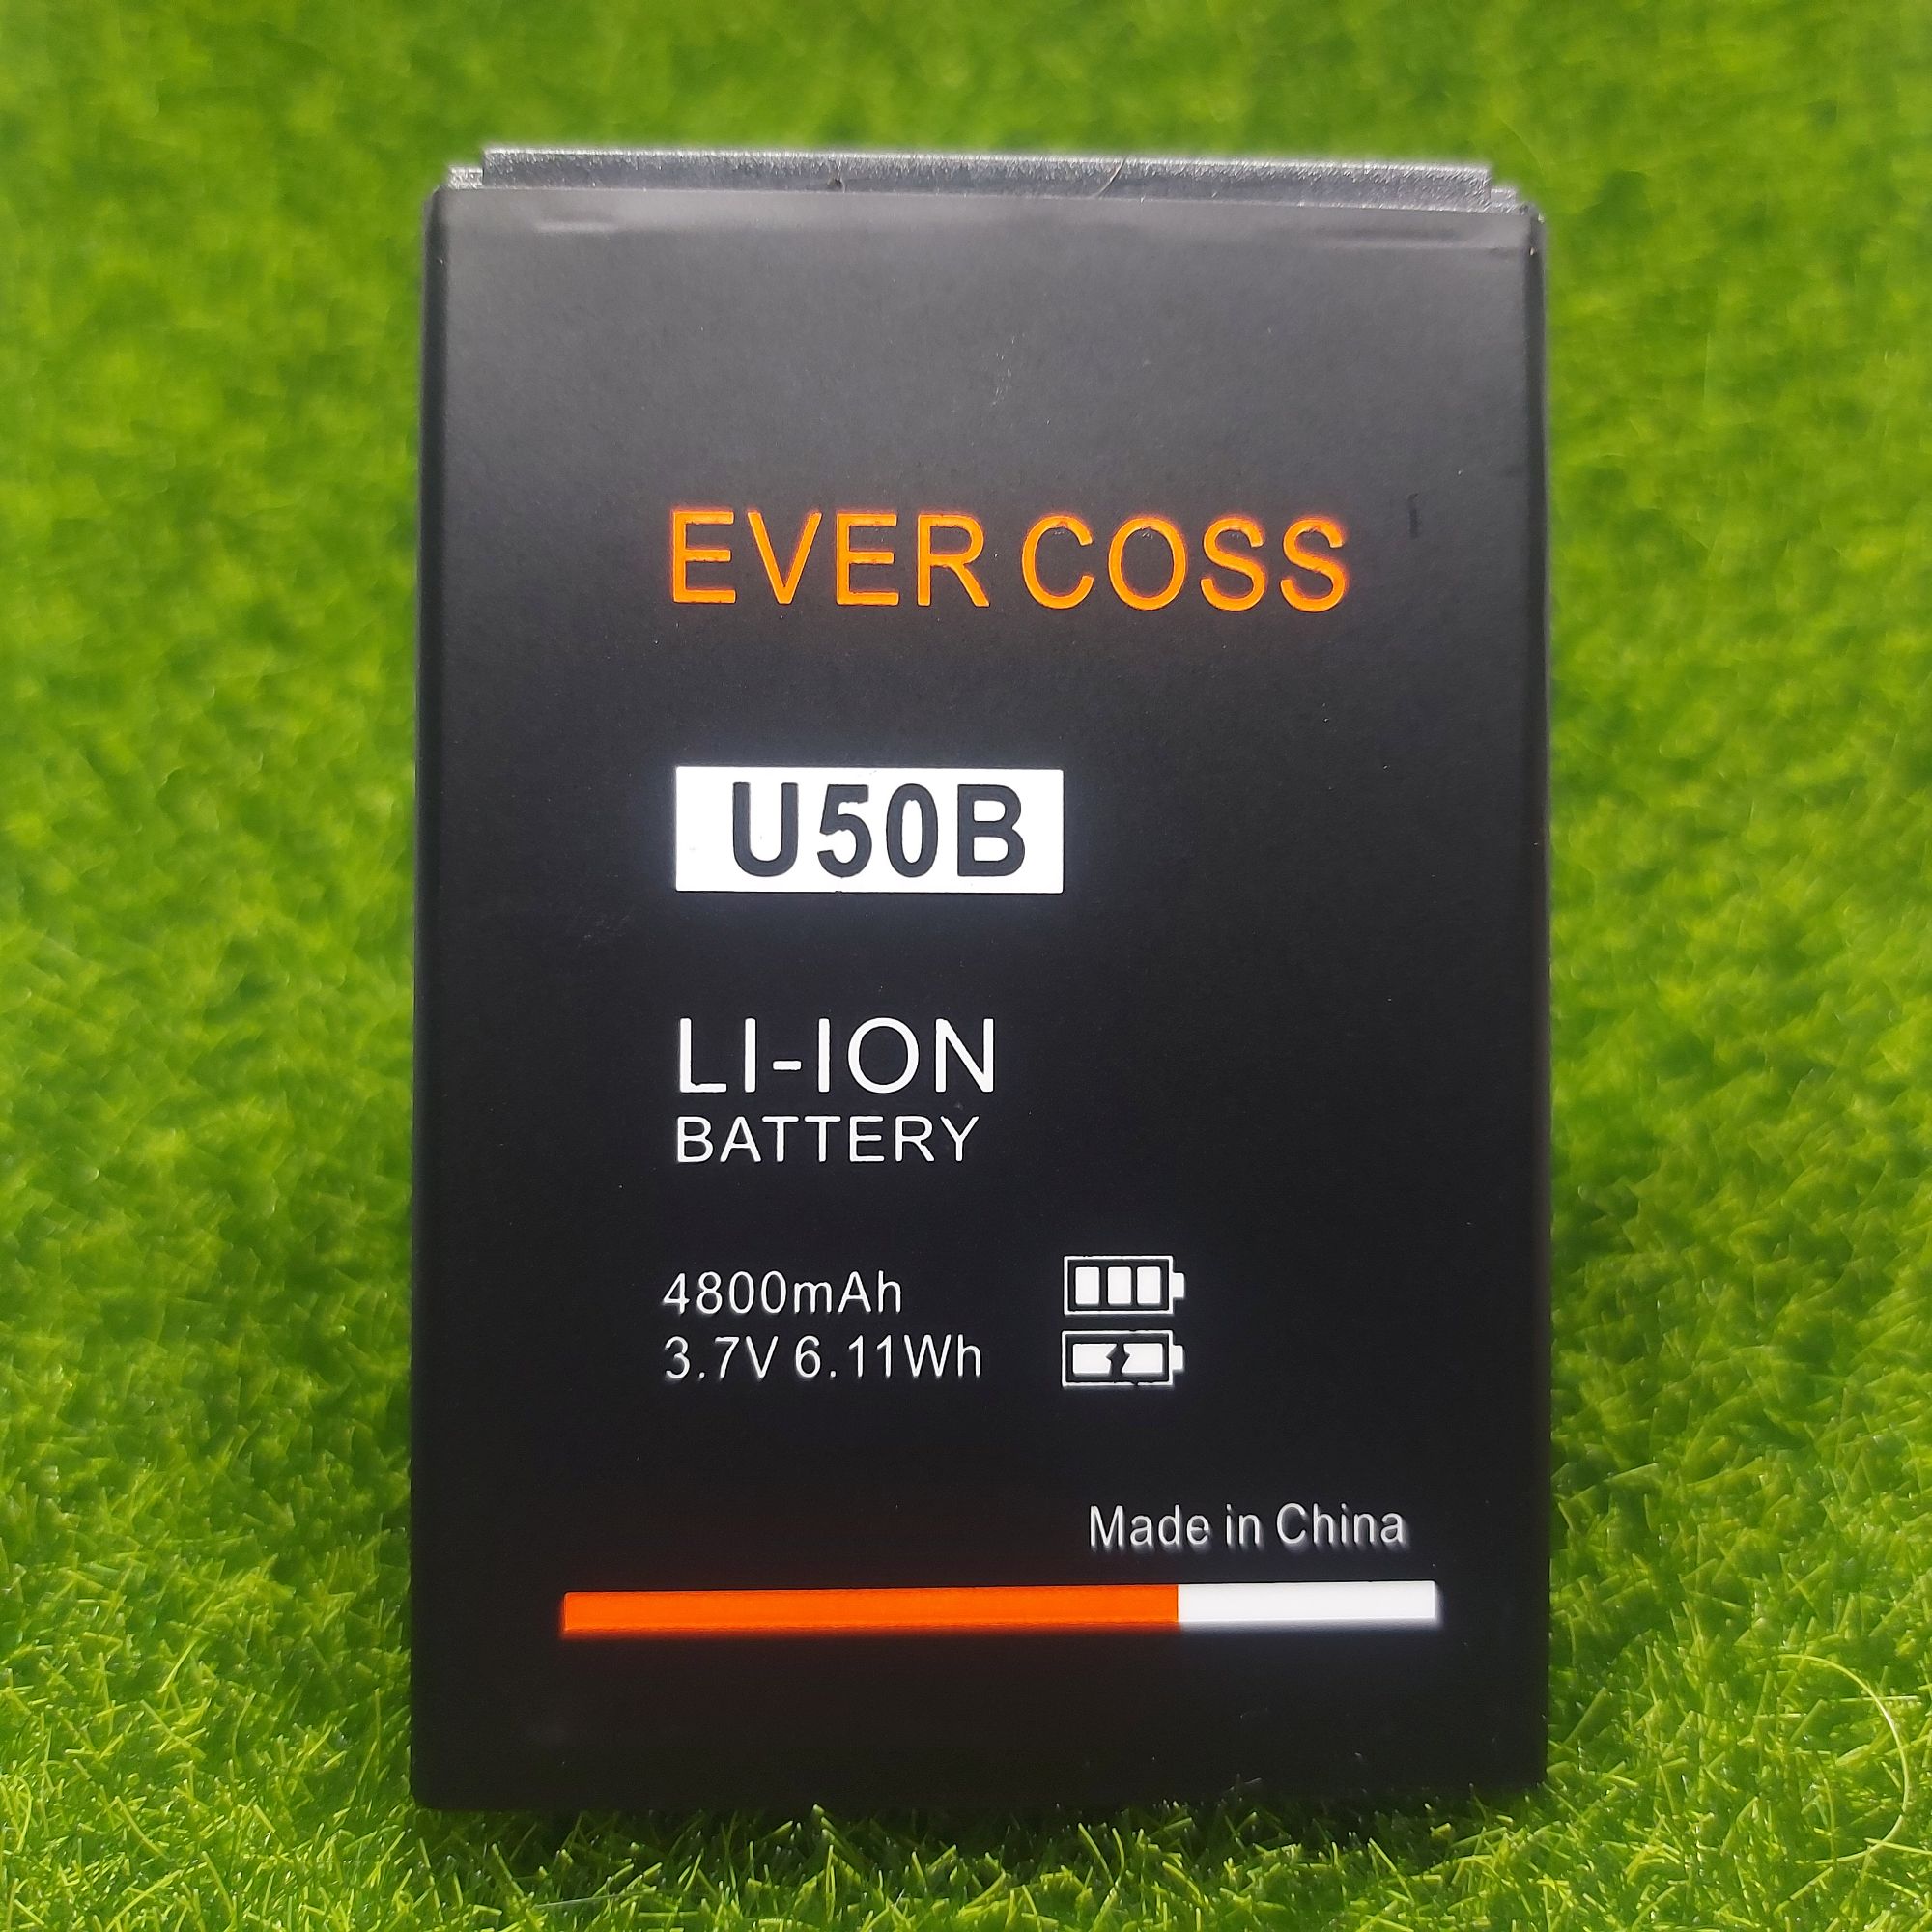 EVER COSS
U50B
LI-ION
BATTERY
4800mAh
3.7V 6.11Wh
Made in China